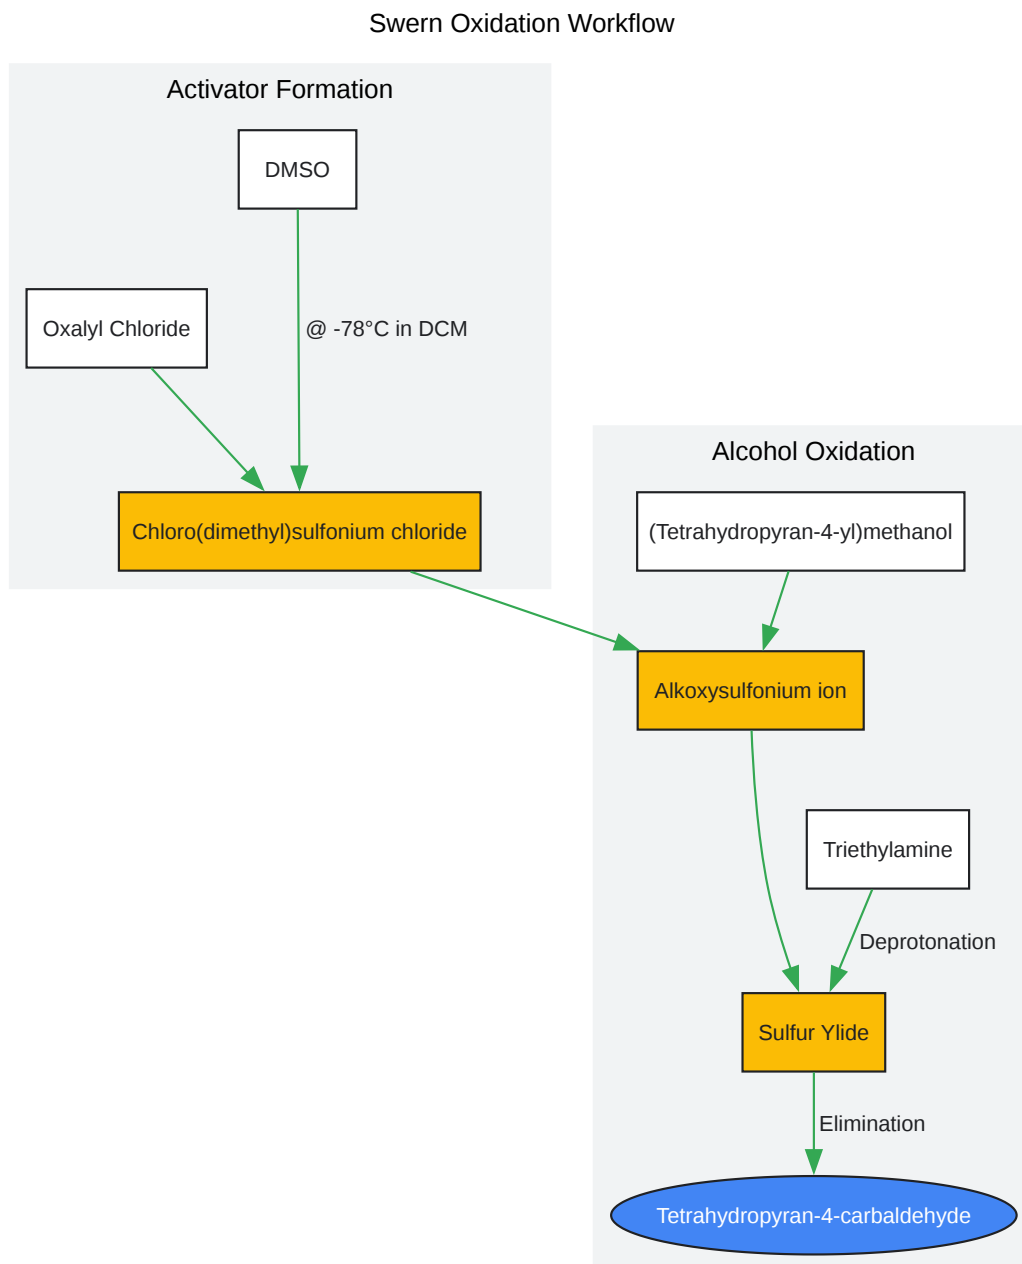 Swern Oxidation Workflow
Activator Formation
DMSO
Oxalyl Chloride
@ -78°C in DCM
Chloro(dimethyl)sulfonium chloride
Alcohol Oxidation
(Tetrahydropyran-4-yl)methanol
Alkoxysulfonium ion
Triethylamine
Deprotonation
Sulfur Ylide
Elimination
Tetrahydropyran-4-carbaldehyde